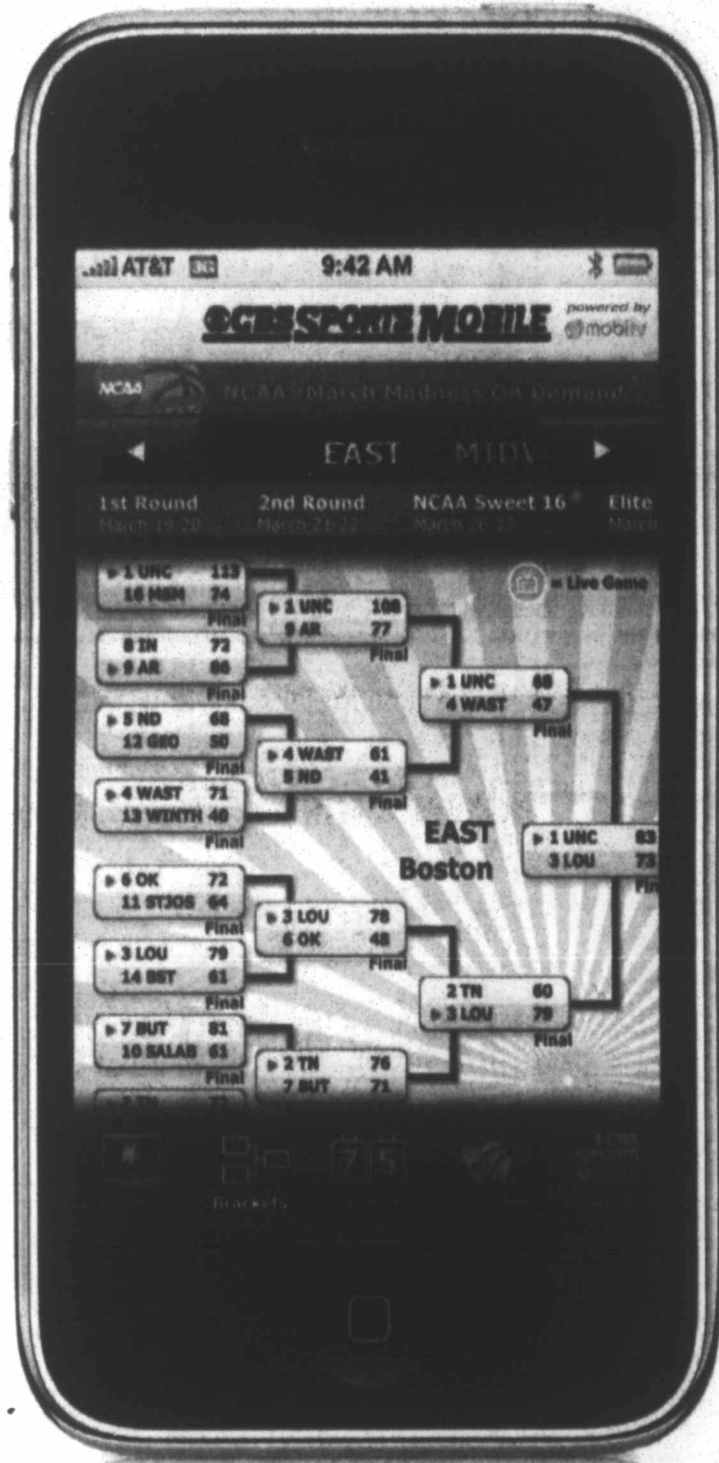 AT&T 3G 9:42 AM
CBS SPORTS MOBILE powered by mobitv
NCAA NCAA March Madness On Demand
EAST MIDW
1st Round 2nd Round NCAA Sweet 16® Elite
March 19-20 March 21-22 March 26-27 March
= Live Game
1 UNC 113
16 MSM 74
Final
8 IN 72
9 AR 86
Final
5 ND 68
12 GEO 50
Final
4 WAST 71
13 WINTH 40
Final
6 OK 72
11 STJOS 64
Final
3 LOU 79
14 BST 61
Final
7 BUT 81
10 SALAB 61
Final
1 UNC 108
9 AR 77
Final
4 WAST 61
5 ND 41
Final
3 LOU 78
6 OK 48
Final
2 TN 76
7 BUT 71
1 UNC 68
4 WAST 47
Final
2 TN 60
3 LOU 79
Final
EAST
Boston
1 UNC 83
3 LOU 73
Fin
7 5
Brackets